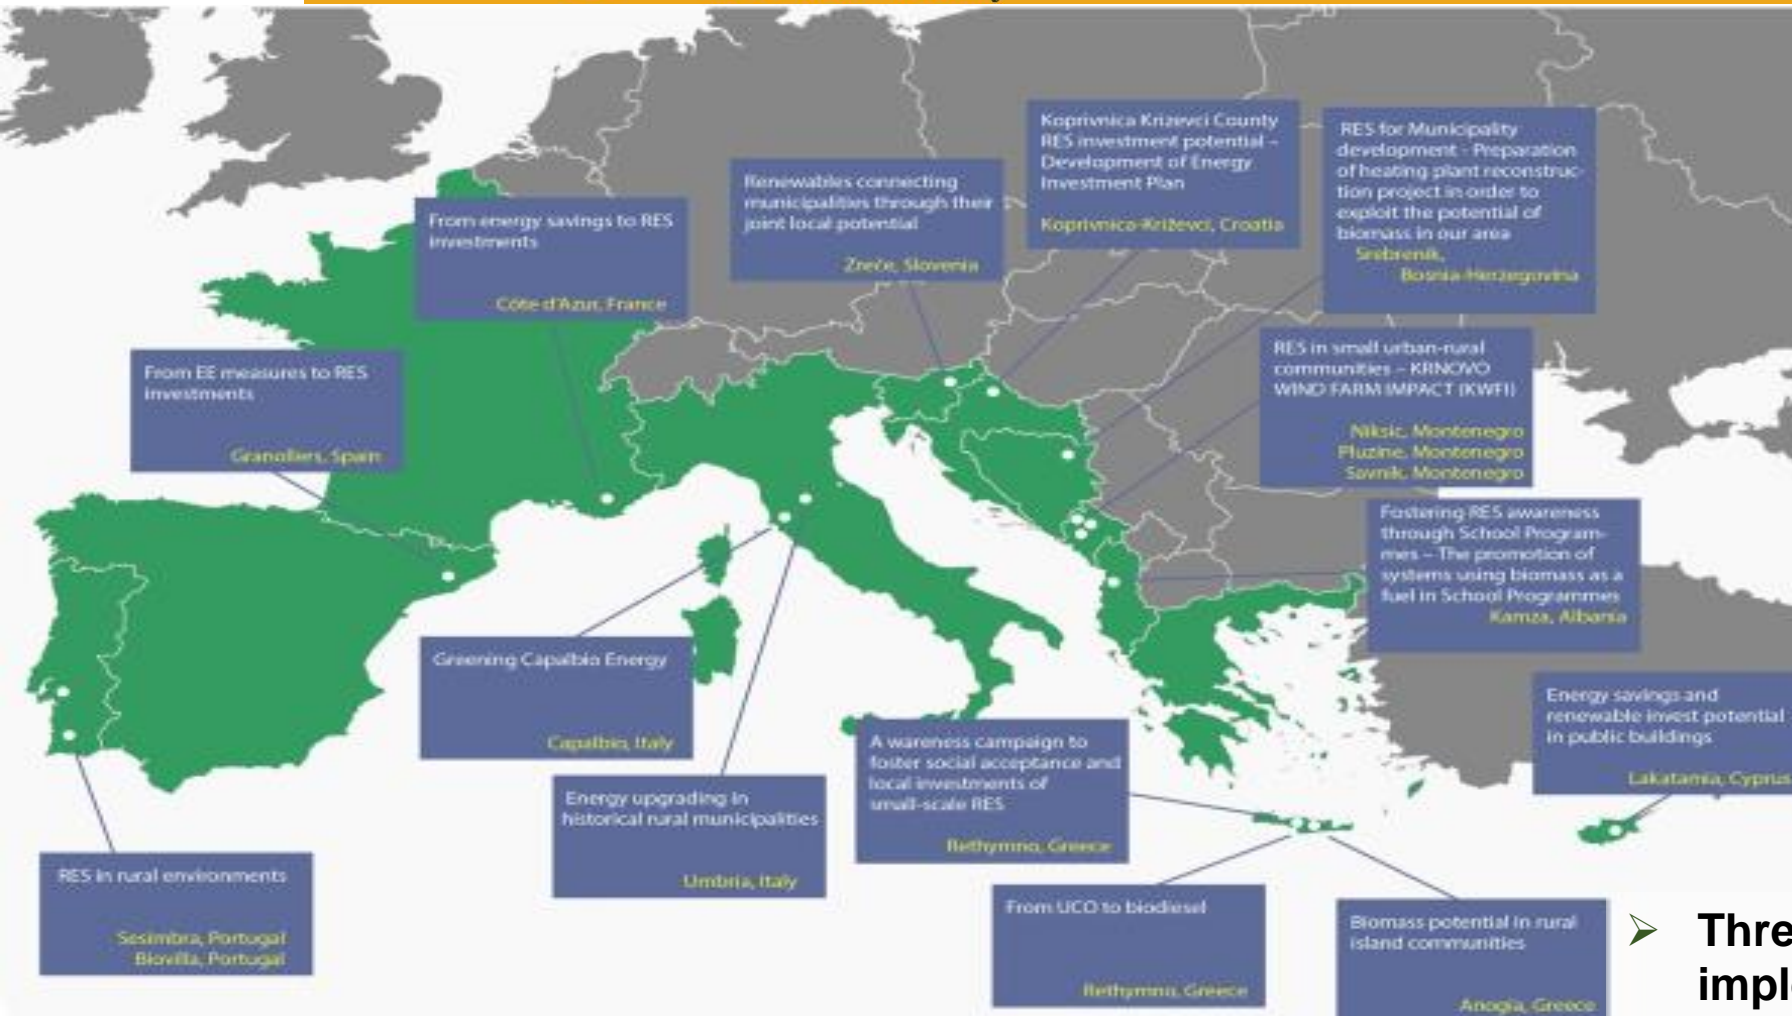 Koprivnica Krizevci County
RES investment potential –
Development of Energy
Investment Plan
Koprivnica-Križevci, Croatia
RES for Municipality
development - Preparation
of heating plant reconstruc-
tion project in order to
exploit the potential of
biomass in our area
Srebrenik,
Bosnia-Herzegovina
Renewables connecting
municipalities through their
joint local potential
Zreče, Slovenia
From energy savings to RES
investments
Côte d'Azur, France
RES in small urban-rural
communities – KRNOVO
WIND FARM IMPACT (KWFI)
Niksic, Montenegro
Pluzine, Montenegro
Savnik, Montenegro
From EE measures to RES
investments
Granollers, Spain
Fostering RES awareness
through School Program-
mes – The promotion of
systems using biomass as a
fuel in School Programmes
Kamza, Albania
Greening Capalbio Energy
Capalbio, Italy
Energy savings and
renewable invest potential
in public buildings
Lakatamia, Cyprus
A wareness campaign to
foster social acceptance and
local investments of
small-scale RES
Rethymno, Greece
Energy upgrading in
historical rural municipalities
Umbria, Italy
RES in rural environments
Sesimbra, Portugal
Biovilla, Portugal
From UCO to biodiesel
Rethymno, Greece
Biomass potential in rural
island communities
Anogia, Greece
➢ Thre
impl